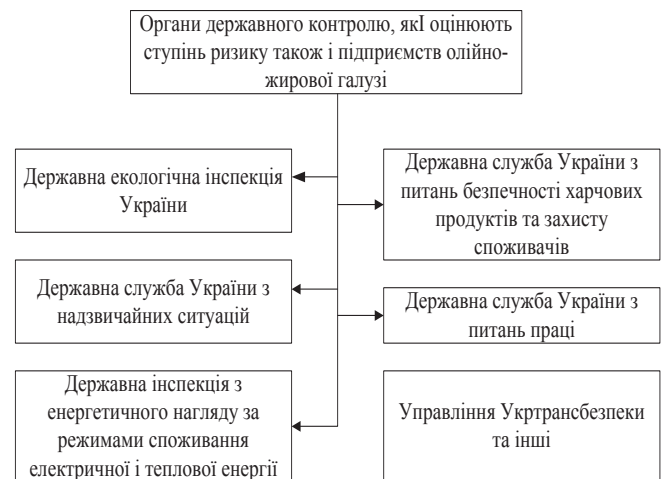 Органи державного контролю, якІ оцінюють
ступінь ризику також і підприємств олійно-
жирової галузі
Державна екологічна інспекція
України
Державна служба України з
питань безпечності харчових
продуктів та захисту
споживачів
Державна служба України з
надзвичайних ситуацій
Державна служба України з
питань праці
Державна інспекція з
енергетичного нагляду за
режимами споживання
електричної і теплової енергії
Управління Укртрансбезпеки
та інші